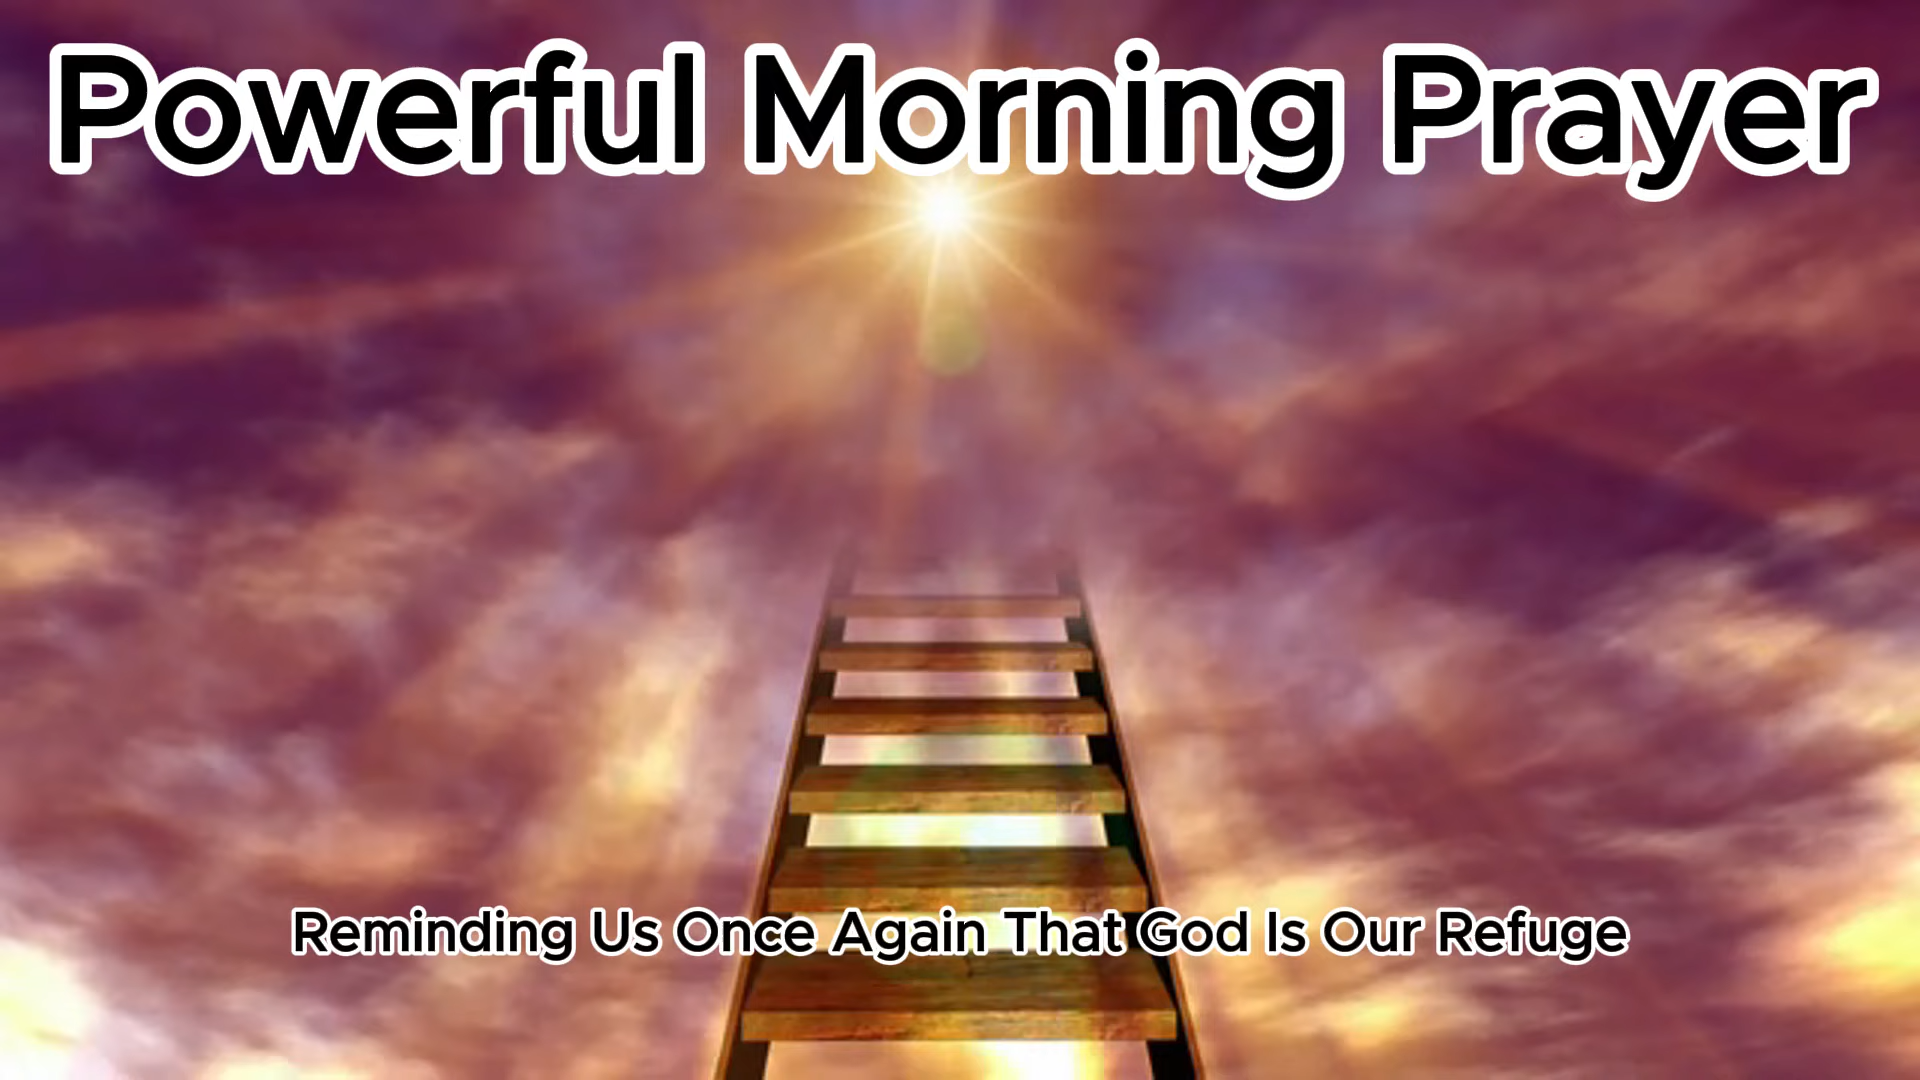 Powerful Morning Prayer
Reminding Us Once Again That God Is Our Refuge